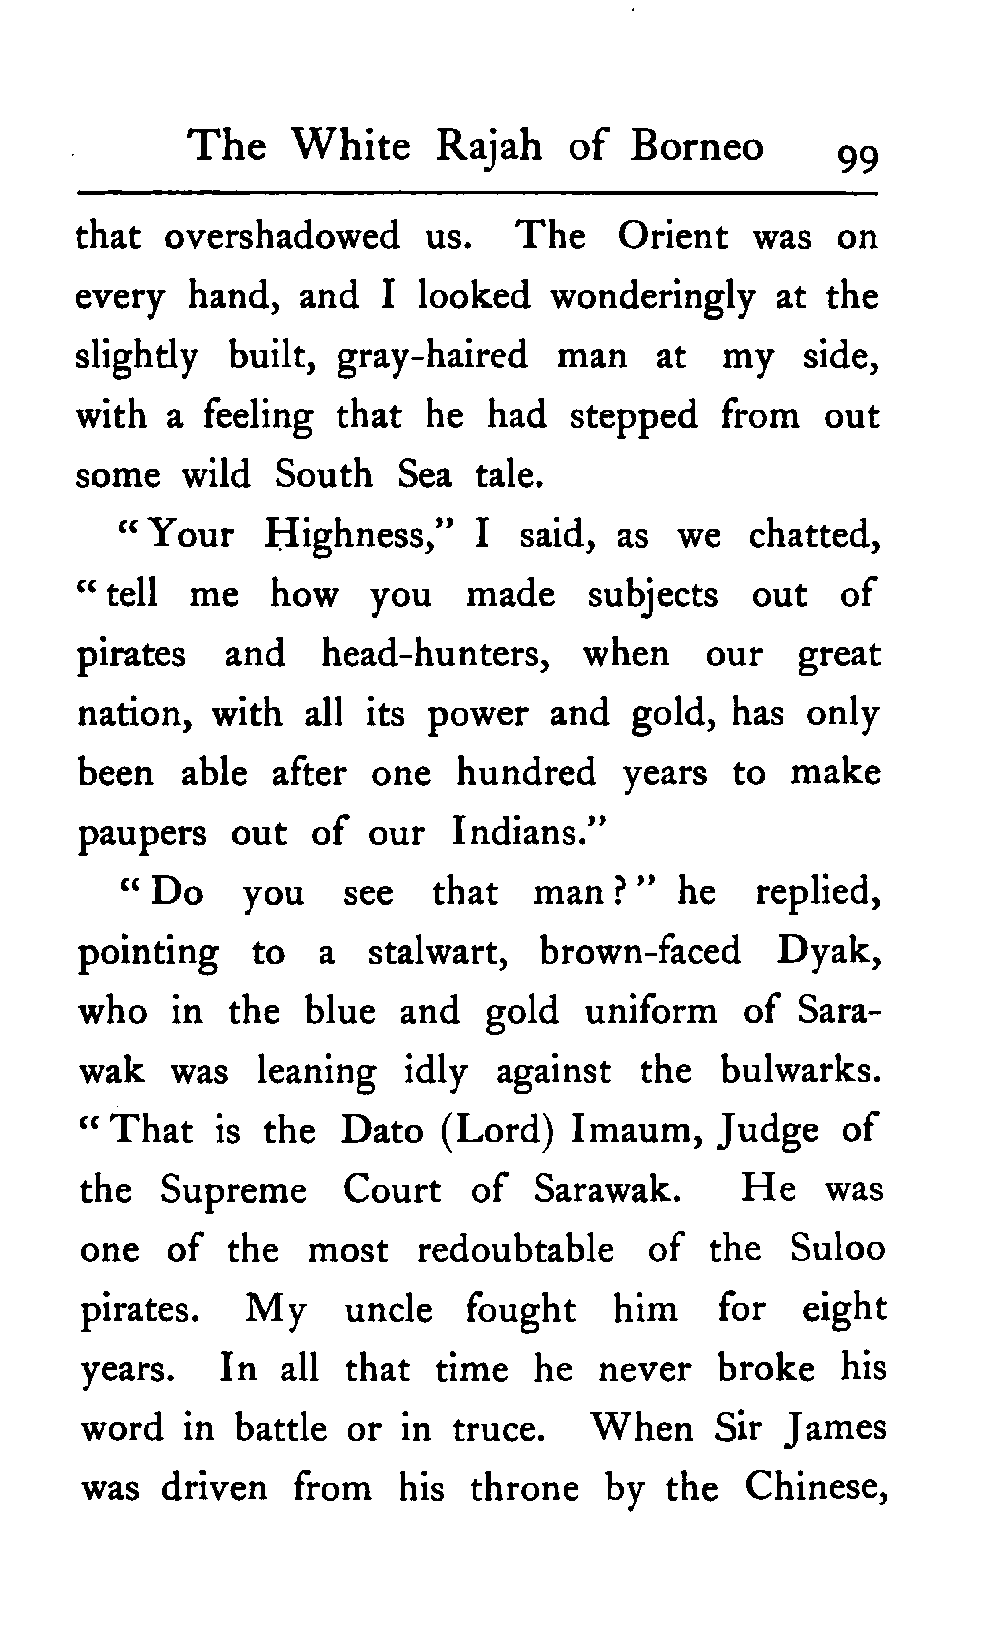 The White Rajah of Borneo 99
that overshadowed us. The Orient was on
every hand, and I looked wonderingly at the
slightly built, gray-haired man at my side,
with a feeling that he had stepped from out
some wild South Sea tale.
“Your Highness,” I said, as we chatted,
“tell me how you made subjects out of
pirates and head-hunters, when our great
nation, with all its power and gold, has only
been able after one hundred years to make
paupers out of our Indians.”
“Do you see that man?” he replied,
pointing to a stalwart, brown-faced Dyak,
who in the blue and gold uniform of Sara-
wak was leaning idly against the bulwarks.
“That is the Dato (Lord) Imaum, Judge of
the Supreme Court of Sarawak. He was
one of the most redoubtable of the Suloo
pirates. My uncle fought him for eight
years. In all that time he never broke his
word in battle or in truce. When Sir James
was driven from his throne by the Chinese,